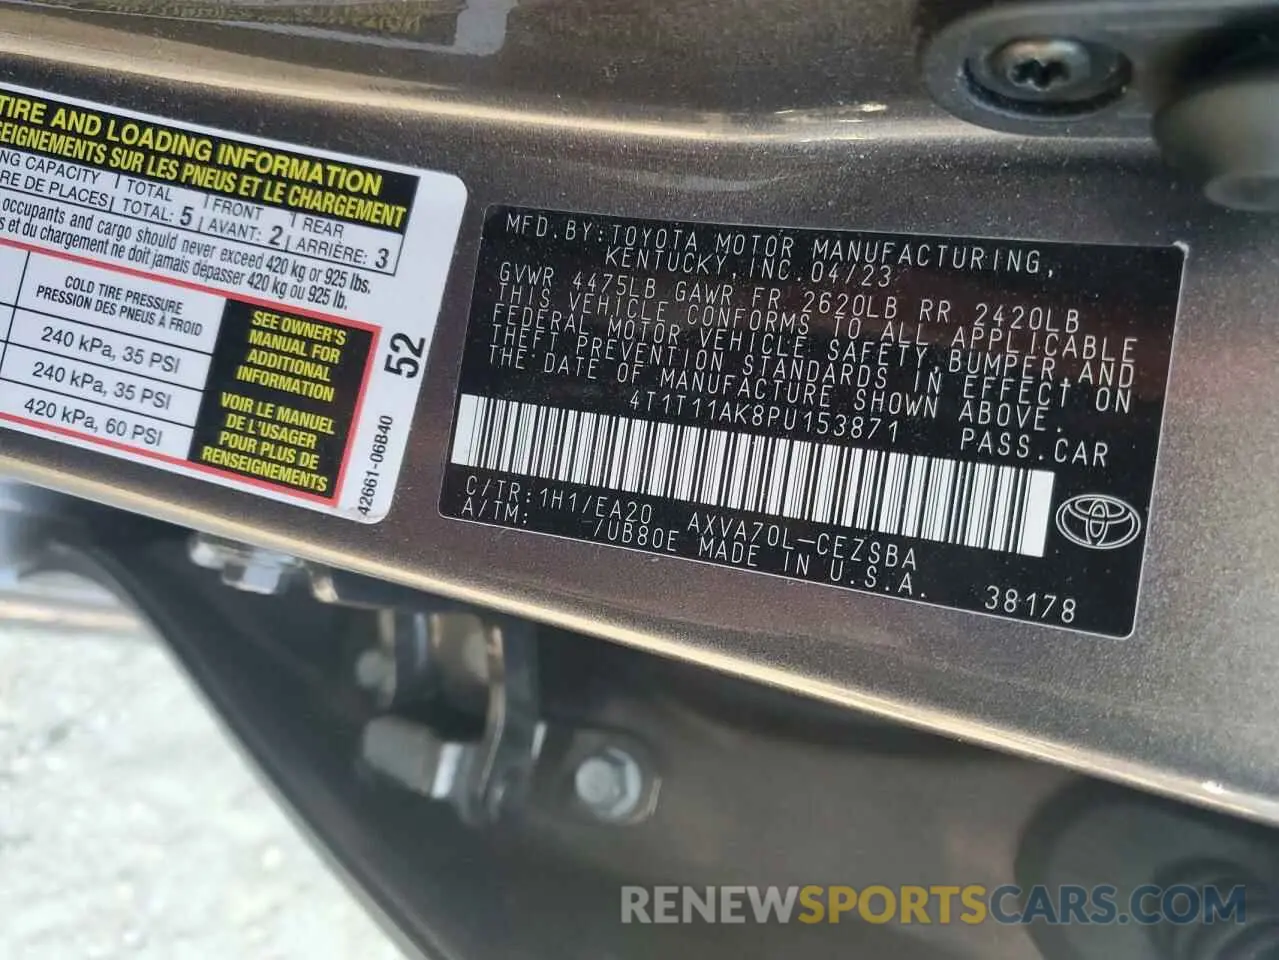 TIRE AND LOADING INFORMATION
SEIGNEMENTS SUR LES PNEUS ET LE CHARGEMENT
NG CAPACITY | TOTAL | FRONT | REAR
RE DE PLACES | TOTAL: 5 | AVANT: 2 | ARRIÈRE: 3
occupants and cargo should never exceed 420 kg or 925 lbs.
s et du chargement ne doit jamais dépasser 420 kg ou 925 lb.
COLD TIRE PRESSURE
PRESSION DES PNEUS À FROID
240 kPa, 35 PSI
240 kPa, 35 PSI
420 kPa, 60 PSI
SEE OWNER'S
MANUAL FOR
ADDITIONAL
INFORMATION
VOIR LE MANUEL
DE L'USAGER
POUR PLUS DE
RENSEIGNEMENTS
52
42661-06B40
MFD.BY:TOYOTA MOTOR MANUFACTURING,
KENTUCKY,INC. 04/23
GVWR 4475LB GAWR FR 2620LB RR 2420LB
THIS VEHICLE CONFORMS TO ALL APPLICABLE
FEDERAL MOTOR VEHICLE SAFETY,BUMPER,AND
THEFT PREVENTION STANDARDS IN EFFECT ON
THE DATE OF MANUFACTURE SHOWN ABOVE.
4T1T11AK8PU153871 PASS.CAR
C/TR:1H1/EA20 AXVA70L-CEZSBA
A/TM: -/UB80E MADE IN U.S.A.
38178
RENEWSPORTSCARS.COM